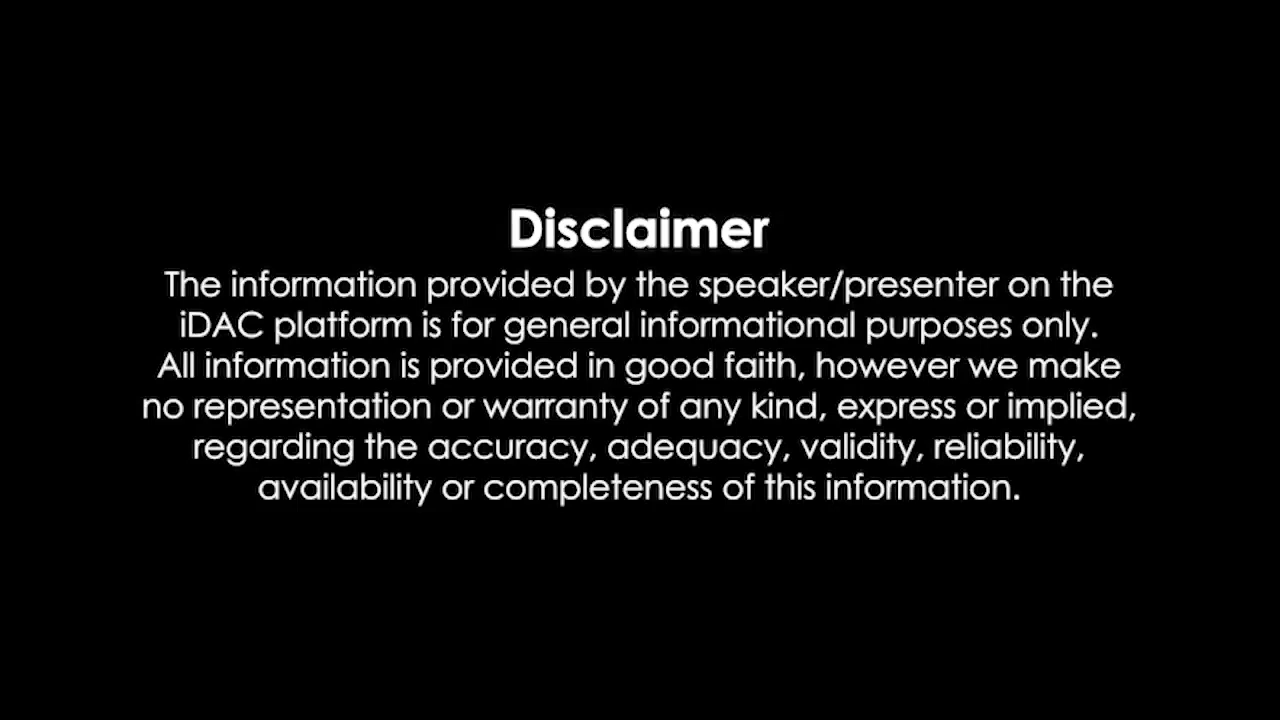 Disclaimer
The information provided by the speaker/presenter on the
iDAC platform is for general informational purposes only.
All information is provided in good faith, however we make
no representation or warranty of any kind, express or implied,
regarding the accuracy, adequacy, validity, reliability,
availability or completeness of this information.